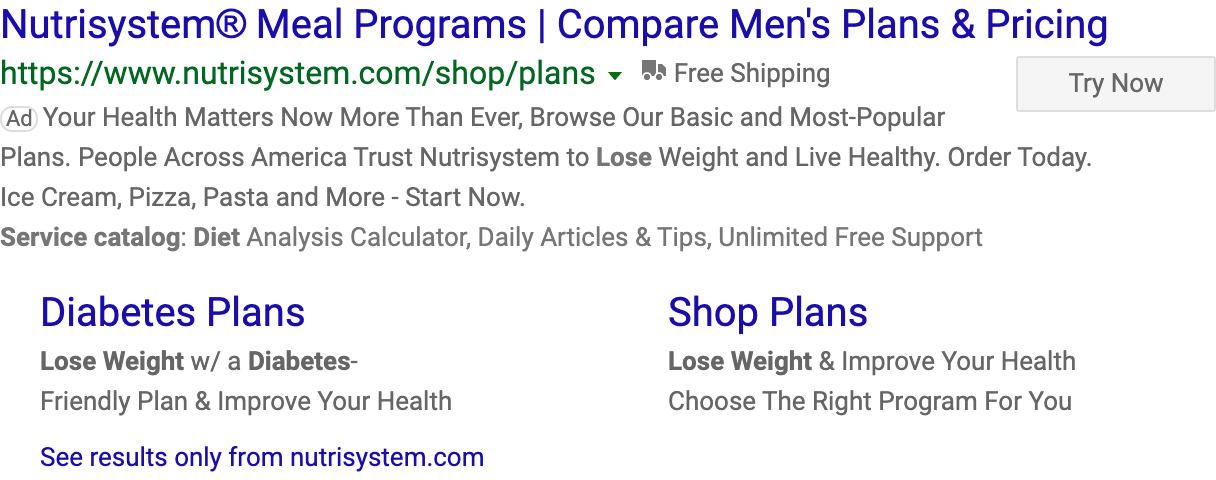 Nutrisystem® Meal Programs | Compare Men's Plans & Pricing
https://www.nutrisystem.com/shop/plans Free Shipping
Try Now
Ad Your Health Matters Now More Than Ever, Browse Our Basic and Most-Popular
Plans. People Across America Trust Nutrisystem to Lose Weight and Live Healthy. Order Today.
Ice Cream, Pizza, Pasta and More - Start Now.
Service catalog: Diet Analysis Calculator, Daily Articles & Tips, Unlimited Free Support
Diabetes Plans
Lose Weight w/ a Diabetes-
Friendly Plan & Improve Your Health
Shop Plans
Lose Weight & Improve Your Health
Choose The Right Program For You
See results only from nutrisystem.com